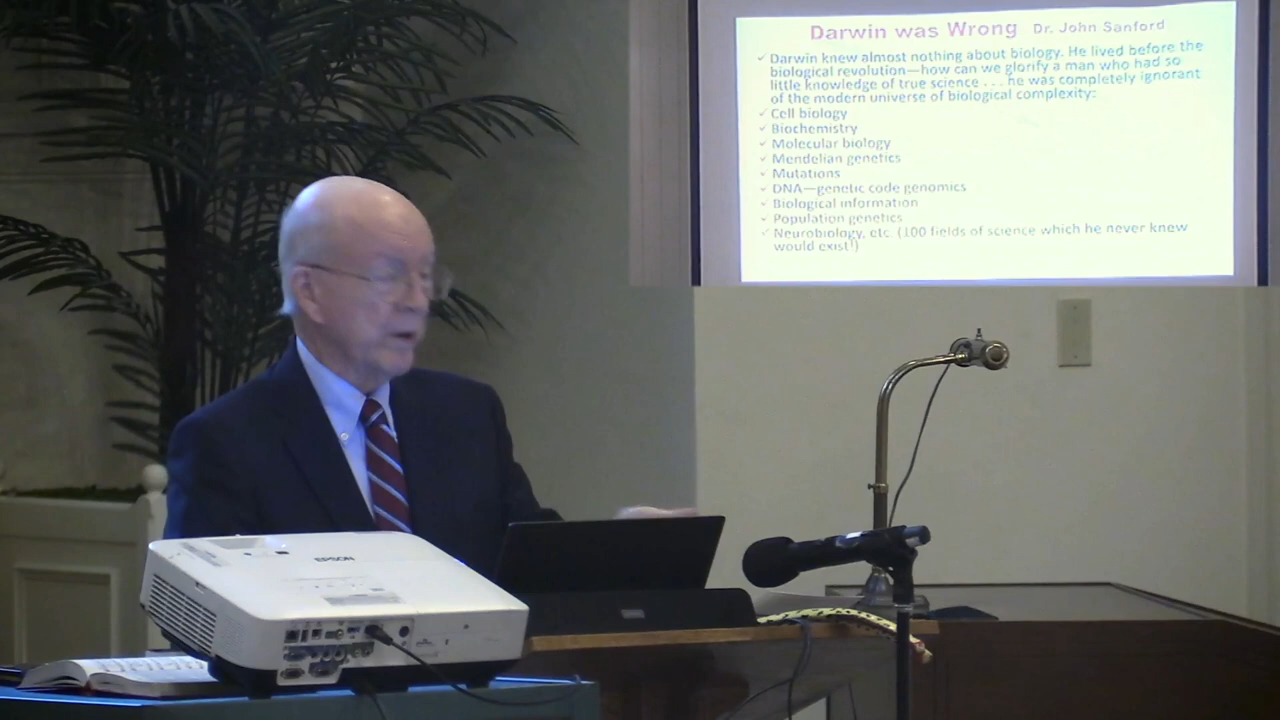 Darwin was Wrong Dr. John Sanford
✓ Darwin knew almost nothing about biology. He lived before the
biological revolution—how can we glorify a man who had so
little knowledge of true science . . . he was completely ignorant
of the modern universe of biological complexity:
✓ Cell biology
✓ Biochemistry
✓ Molecular biology
✓ Mendelian genetics
✓ Mutations
✓ DNA—genetic code genomics
✓ Biological information
✓ Population genetics
✓ Neurobiology, etc. (100 fields of science which he never knew
would exist!)
EPSON